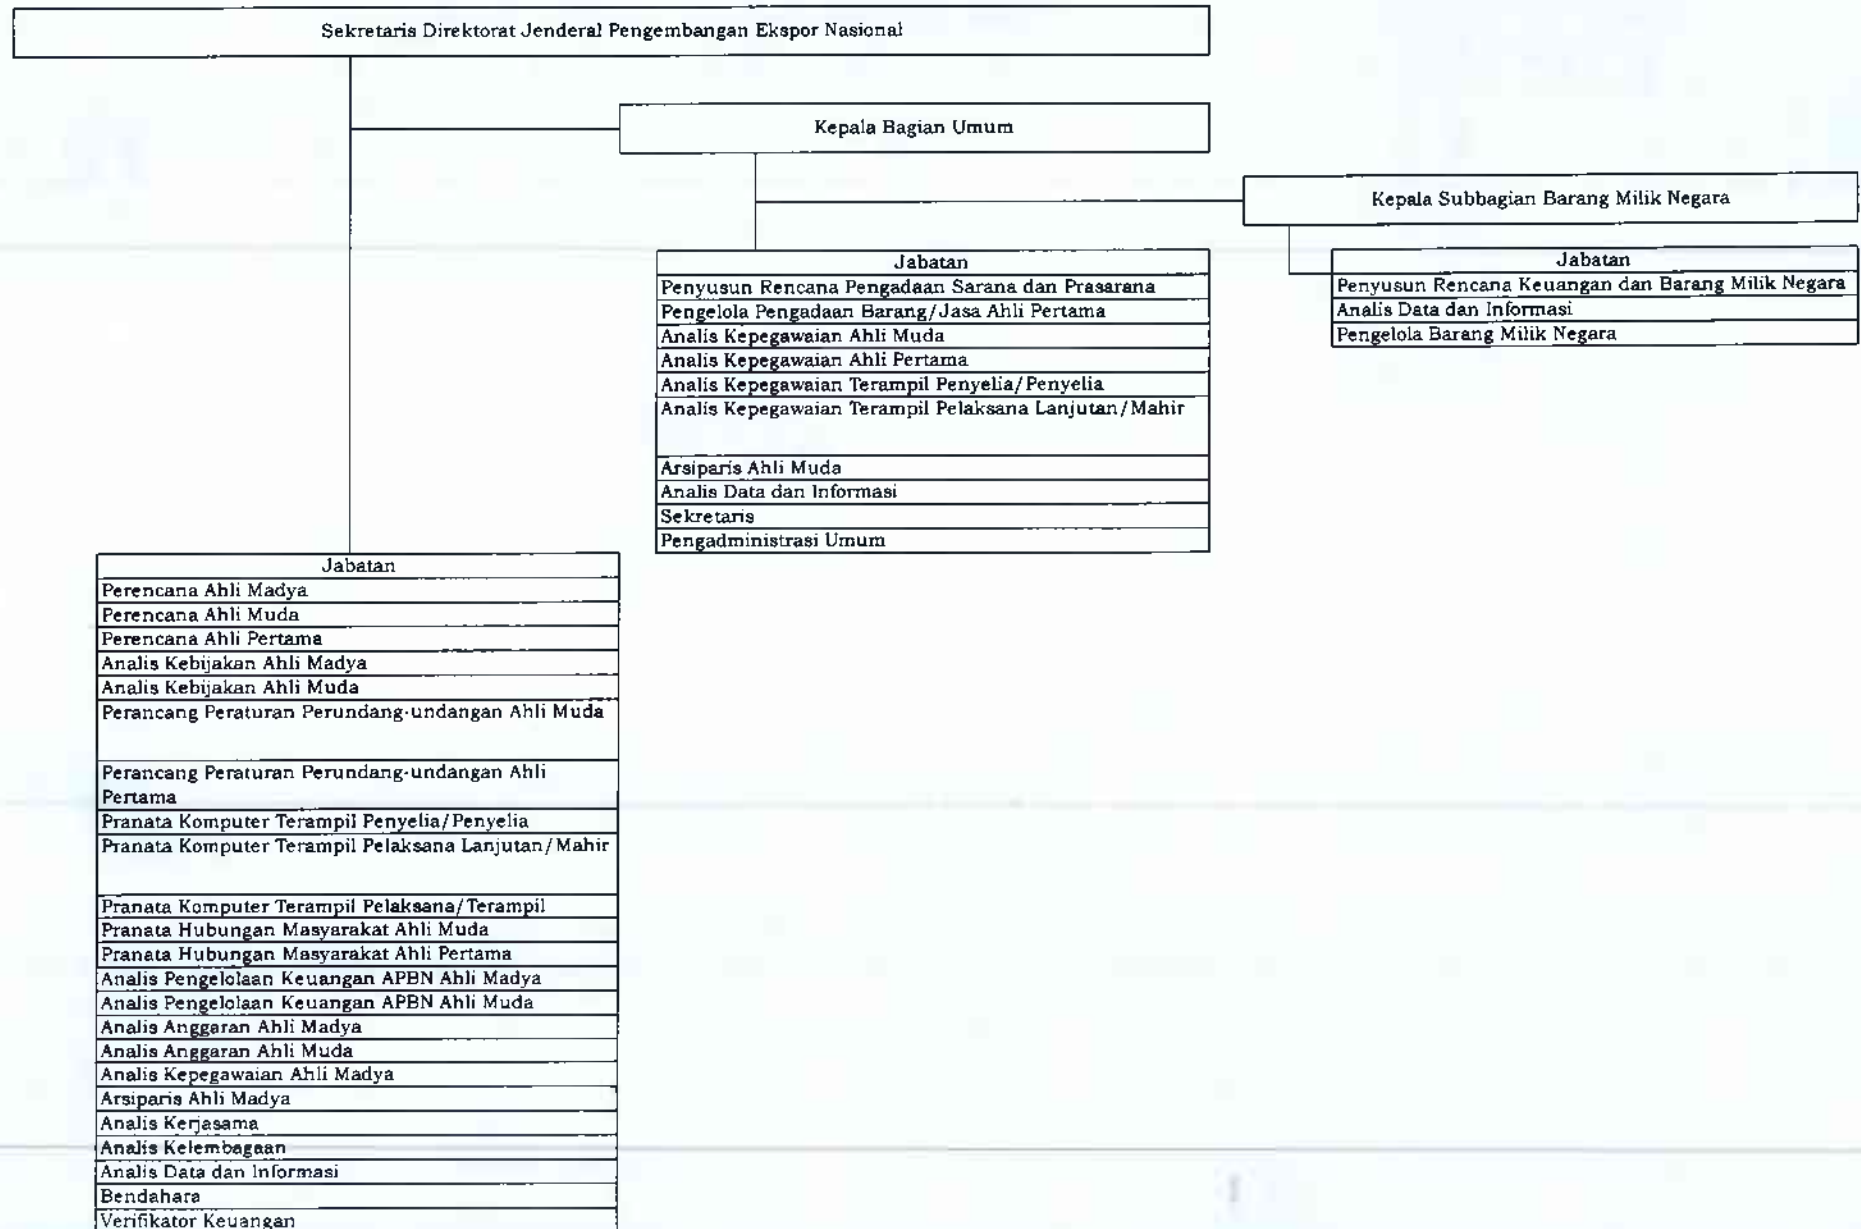 Sekretaris Direktorat Jenderal Pengembangan Ekspor Nasional
Kepala Bagian Umum
Kepala Subbagian Barang Milik Negara
Jabatan
Penyusun Rencana Keuangan dan Barang Milik Negara
Analis Data dan Informasi
Pengelola Barang Milik Negara
Jabatan
Penyusun Rencana Pengadaan Sarana dan Prasarana
Pengelola Pengadaan Barang/Jasa Ahli Pertama
Analis Kepegawaian Ahli Muda
Analis Kepegawaian Ahli Pertama
Analis Kepegawaian Terampil Penyelia/Penyelia
Analis Kepegawaian Terampil Pelaksana Lanjutan/Mahir
Arsiparis Ahli Muda
Analis Data dan Informasi
Sekretaris
Pengadministrasi Umum
Jabatan
Perencana Ahli Madya
Perencana Ahli Muda
Perencana Ahli Pertama
Analis Kebijakan Ahli Madya
Analis Kebijakan Ahli Muda
Perancang Peraturan Perundang-undangan Ahli Muda
Perancang Peraturan Perundang-undangan Ahli
Pertama
Pranata Komputer Terampil Penyelia/Penyelia
Pranata Komputer Terampil Pelaksana Lanjutan/Mahir
Pranata Komputer Terampil Pelaksana/Terampil
Pranata Hubungan Masyarakat Ahli Muda
Pranata Hubungan Masyarakat Ahli Pertama
Analis Pengelolaan Keuangan APBN Ahli Madya
Analis Pengelolaan Keuangan APBN Ahli Muda
Analis Anggaran Ahli Madya
Analis Anggaran Ahli Muda
Analis Kepegawaian Ahli Madya
Arsiparis Ahli Madya
Analis Kerjasama
Analis Kelembagaan
Analis Data dan Informasi
Bendahara
Verifikator Keuangan